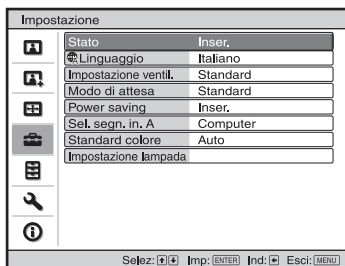 Impostazione
Stato Inser.
Linguaggio Italiano
Impostazione ventil. Standard
Modo di attesa Standard
Power saving Inser.
Sel. segn. in. A Computer
Standard colore Auto
Impostazione lampada
Selez: Imp: ENTER Ind: Esci: MENU